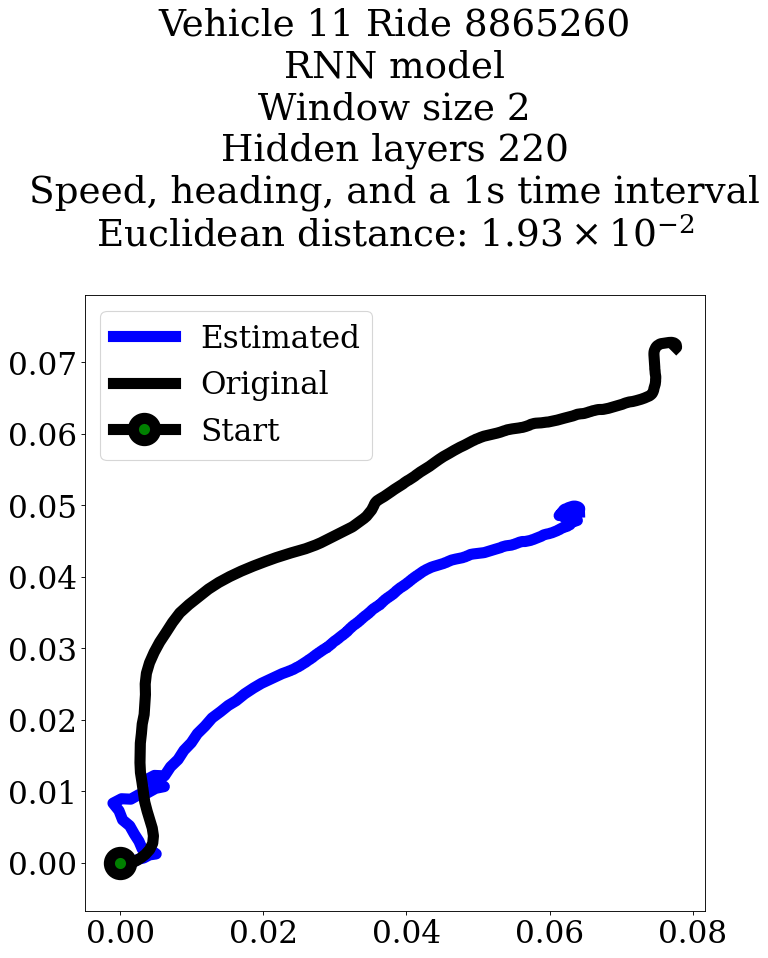 Vehicle 11 Ride 8865260
RNN model
Window size 2
Hidden layers 220
Speed, heading, and a 1s time interval
Euclidean distance: 1.93 × 10⁻²
Estimated
Original
Start
0.07
0.06
0.05
0.04
0.03
0.02
0.01
0.00
0.00 0.02 0.04 0.06 0.08